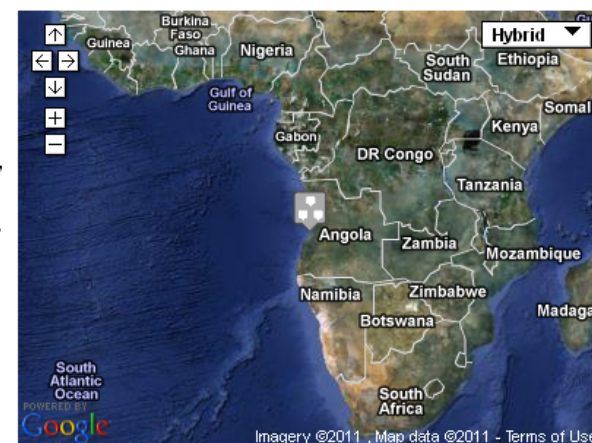 Burkina
Faso
Guinea
Ghana
Nigeria
Hybrid
South
Sudan
Ethiopia
Gulf of
Guinea
Somal
Kenya
Gabon
DR Congo
Tanzania
Angola
Zambia
Mozambique
Namibia
Zimbabwe
Madaga
Botswana
South
Atlantic
Ocean
South
Africa
POWERED BY
Google
Imagery ©2011 , Map data ©2011 - Terms of Use